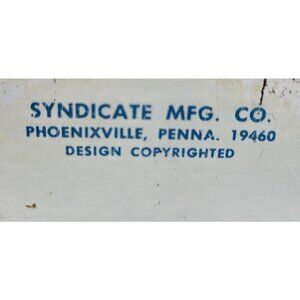 SYNDICATE MFG. CO.
PHOENIXVILLE, PENNA. 19460
DESIGN COPYRIGHTED